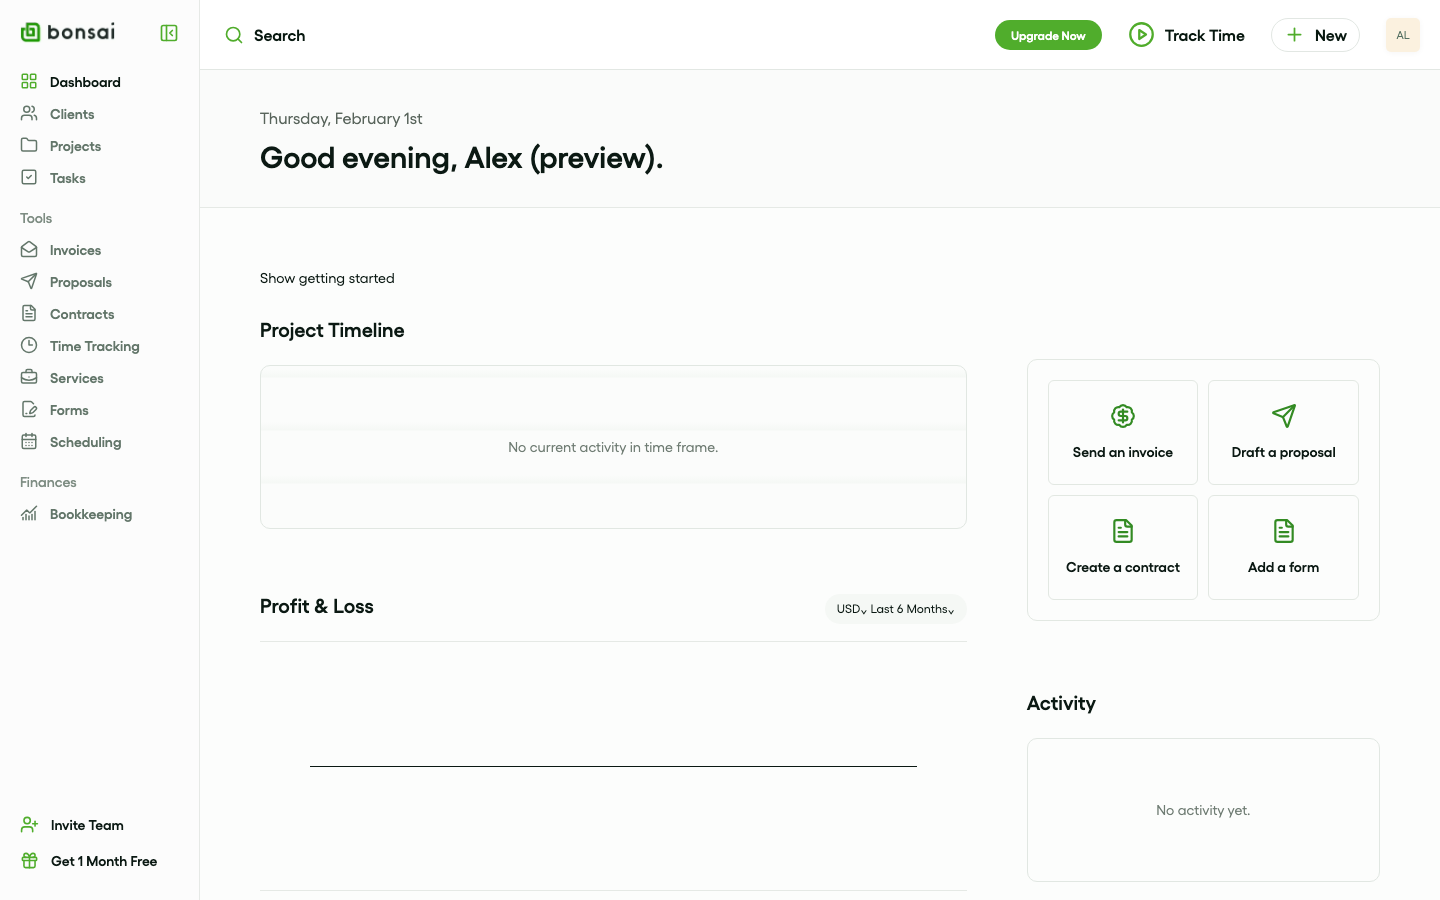 bonsai
Dashboard
Clients
Projects
Tasks
Tools
Invoices
Proposals
Contracts
Time Tracking
Services
Forms
Scheduling
Finances
Bookkeeping
Invite Team
Get 1 Month Free
Search
Upgrade Now
Track Time
New
AL
Thursday, February 1st
Good evening, Alex (preview).
Show getting started
Project Timeline
No current activity in time frame.
Profit & Loss
USD Last 6 Months
Send an invoice
Draft a proposal
Create a contract
Add a form
Activity
No activity yet.